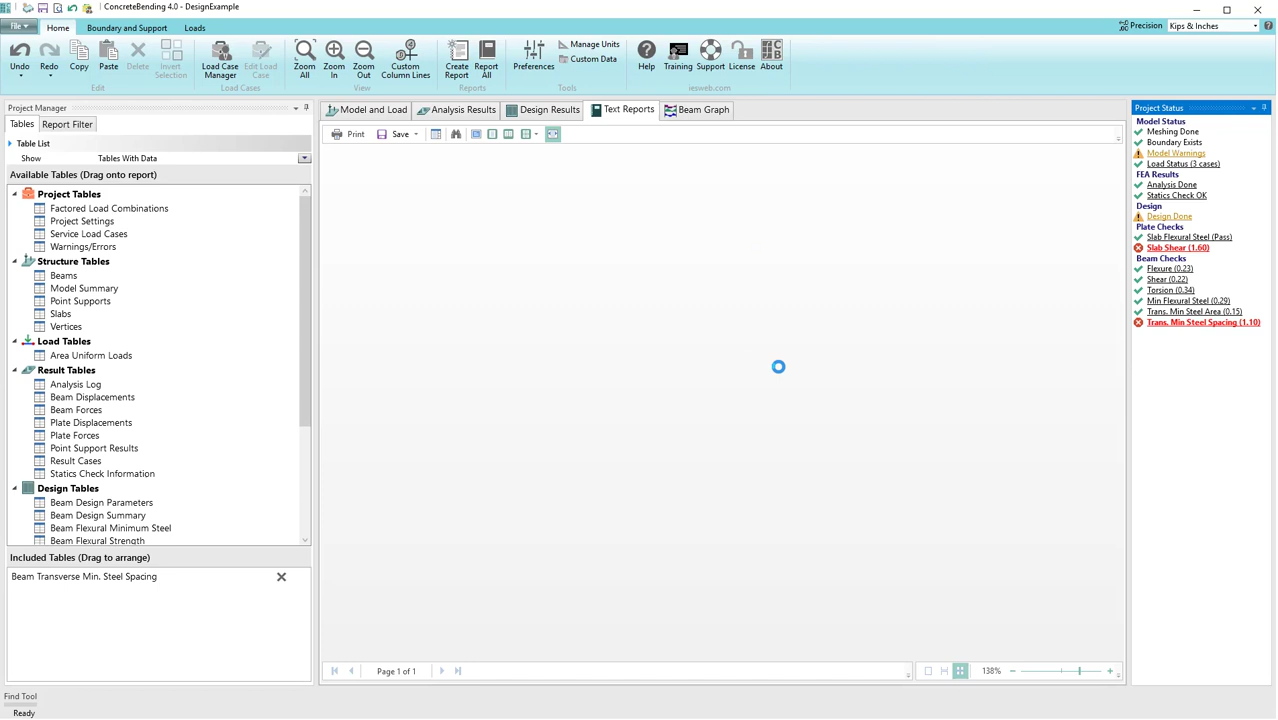 ConcreteBending 4.0 - DesignExample
File
Home
Boundary and Support
Loads
Precision
Kips & Inches
Undo
Redo
Copy
Paste
Delete
Invert Selection
Edit
Load Case Manager
Edit Load Case
Load Cases
Zoom All
Zoom In
Zoom Out
Custom Column Lines
View
Create Report
Report All
Reports
Preferences
Manage Units
Custom Data
Tools
Help
Training
Support
License
About
iesweb.com
Project Manager
Tables
Report Filter
Table List
Show
Tables With Data
Available Tables (Drag onto report)
Project Tables
Factored Load Combinations
Project Settings
Service Load Cases
Warnings/Errors
Structure Tables
Beams
Model Summary
Point Supports
Slabs
Vertices
Load Tables
Area Uniform Loads
Result Tables
Analysis Log
Beam Displacements
Beam Forces
Plate Displacements
Plate Forces
Point Support Results
Result Cases
Statics Check Information
Design Tables
Beam Design Parameters
Beam Design Summary
Beam Flexural Minimum Steel
Beam Flexural Strength
Included Tables (Drag to arrange)
Beam Transverse Min. Steel Spacing
Find Tool
Ready
Model and Load
Analysis Results
Design Results
Text Reports
Beam Graph
Print
Save
Page 1 of 1
138%
Project Status
Model Status
Meshing Done
Boundary Exists
Model Warnings
Load Status (3 cases)
FEA Results
Analysis Done
Statics Check OK
Design
Design Done
Plate Checks
Slab Flexural Steel (Pass)
Slab Shear (1.60)
Beam Checks
Flexure (0.23)
Shear (0.22)
Torsion (0.34)
Min Flexural Steel (0.29)
Trans. Min Steel Area (0.15)
Trans. Min Steel Spacing (1.10)